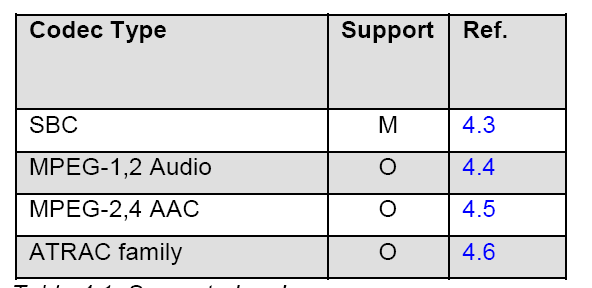 Codec Type Support Ref.
SBC M 4.3
MPEG-1,2 Audio O 4.4
MPEG-2,4 AAC O 4.5
ATRAC family O 4.6